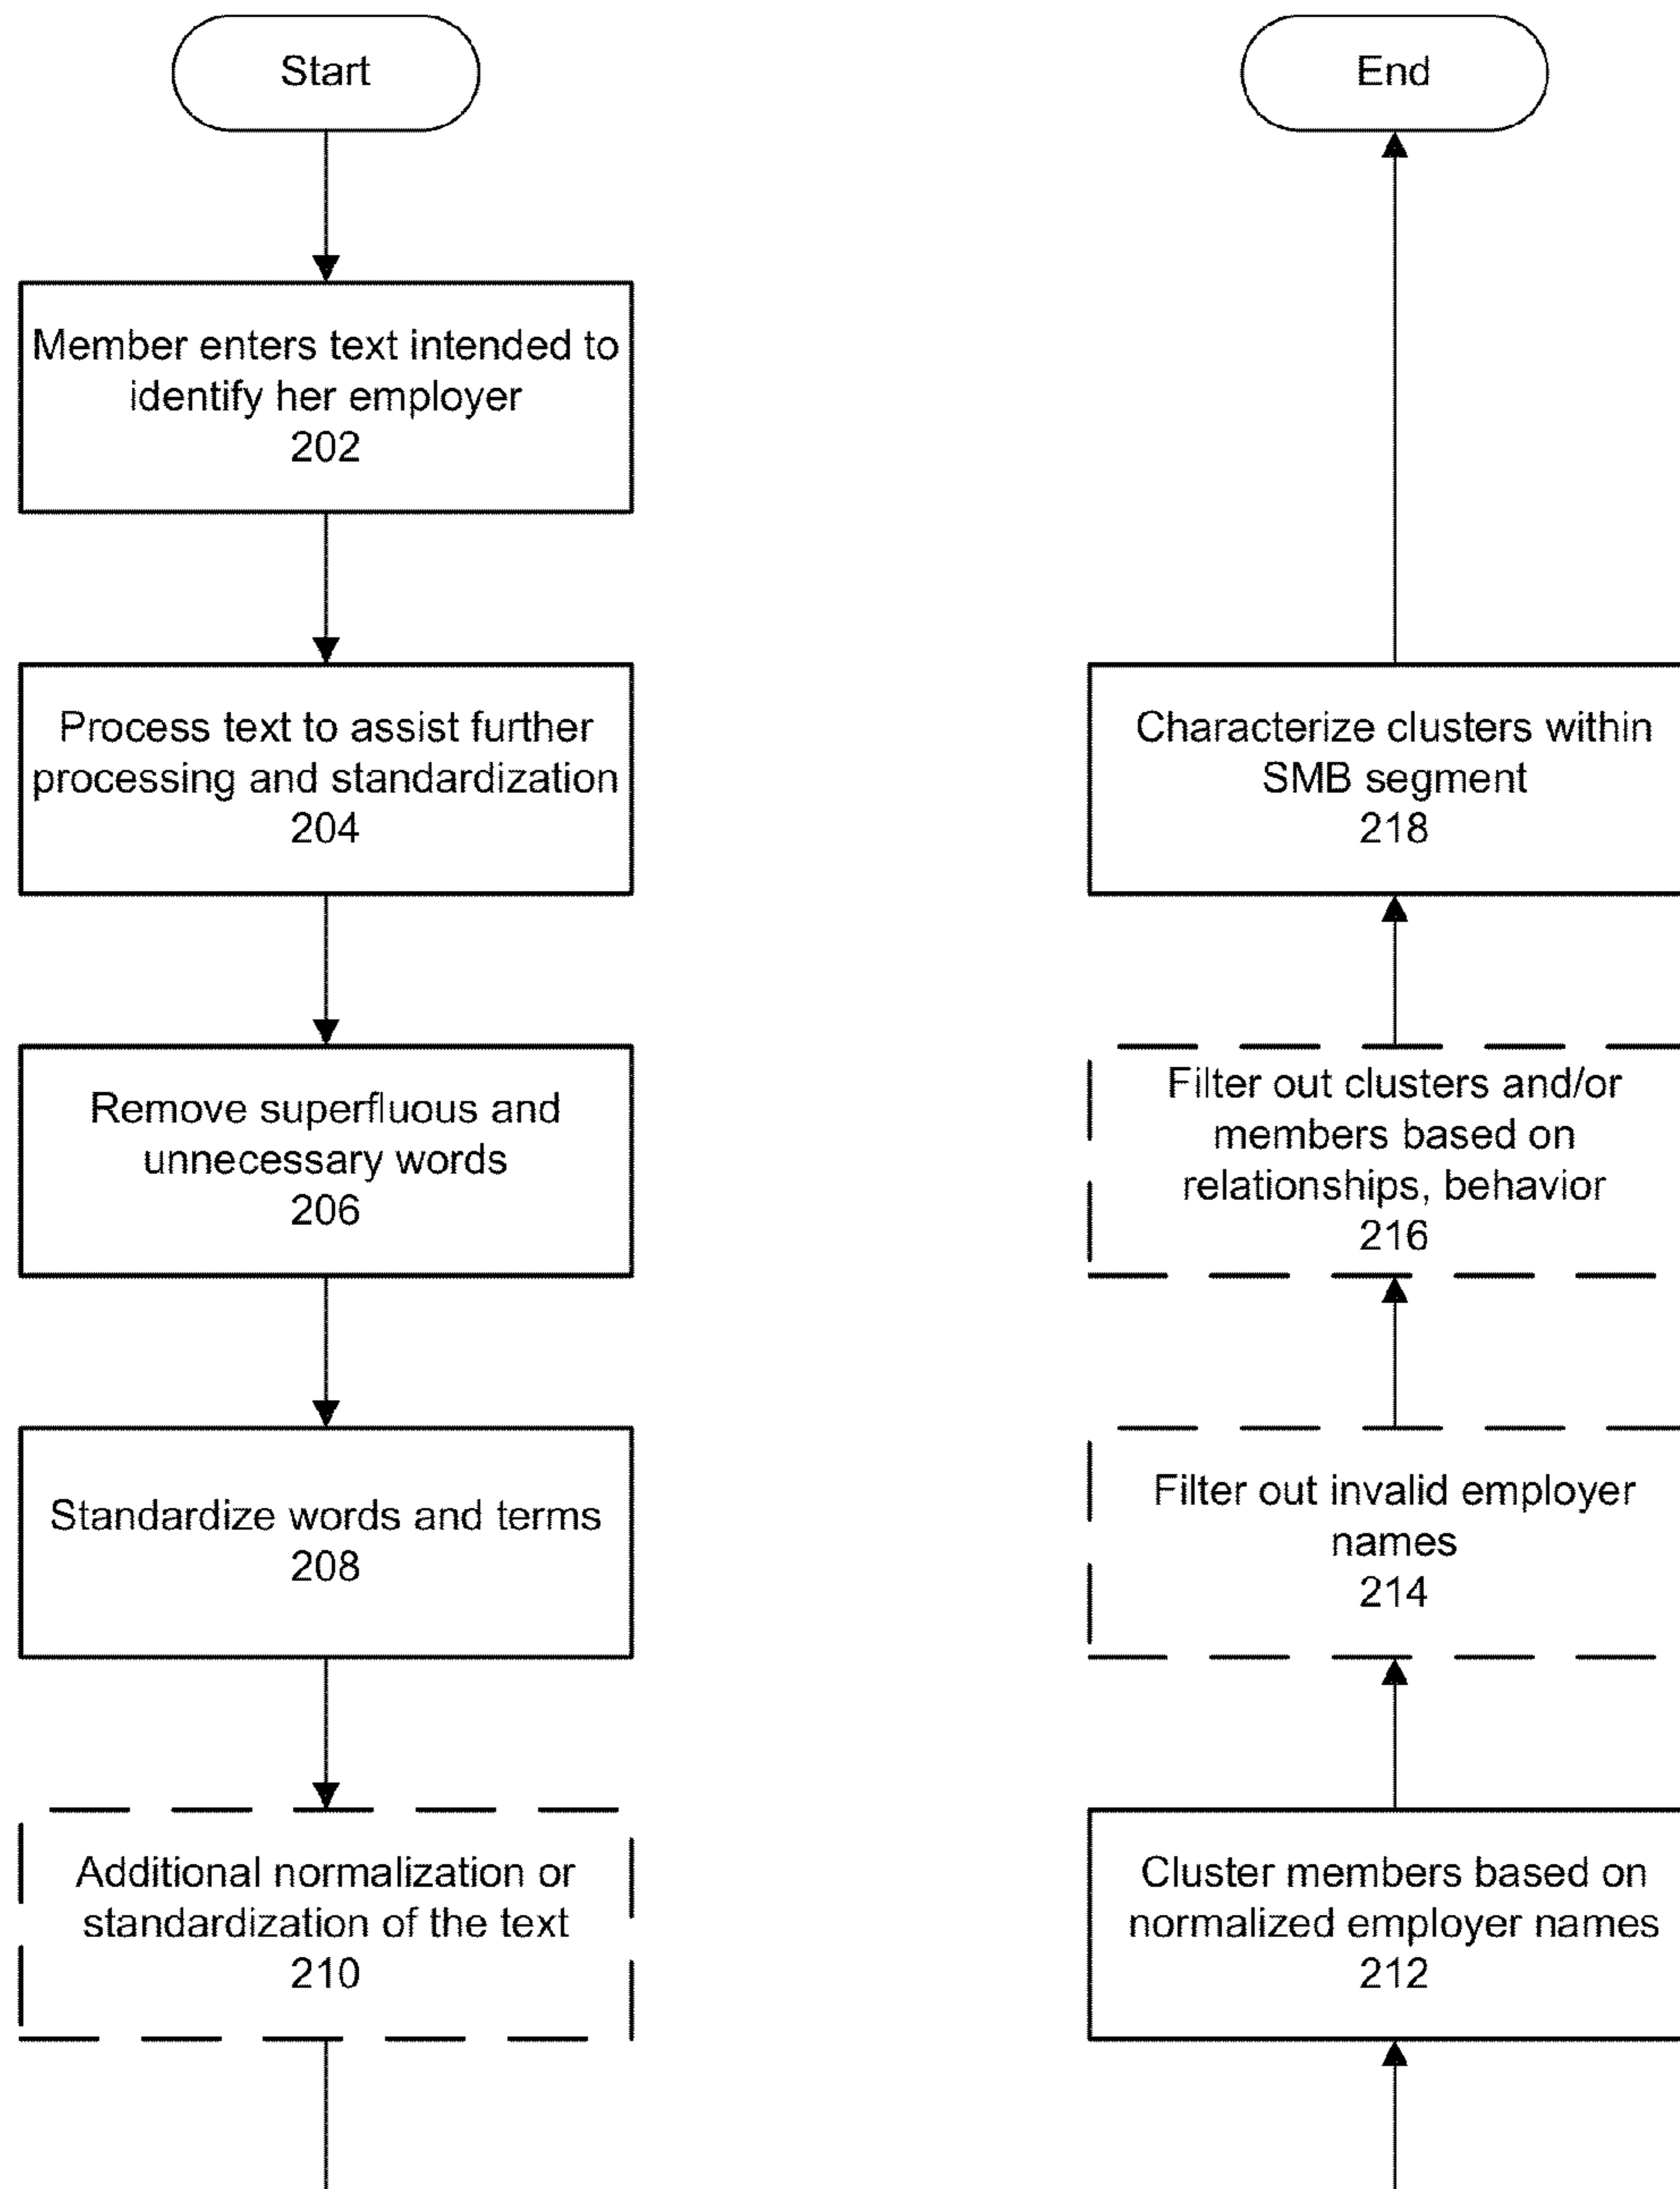 Start
Member enters text intended to
identify her employer
202
Process text to assist further
processing and standardization
204
Remove superfluous and
unnecessary words
206
Standardize words and terms
208
Additional normalization or
standardization of the text
210
End
Characterize clusters within
SMB segment
218
Filter out clusters and/or
members based on
relationships, behavior
216
Filter out invalid employer
names
214
Cluster members based on
normalized employer names
212